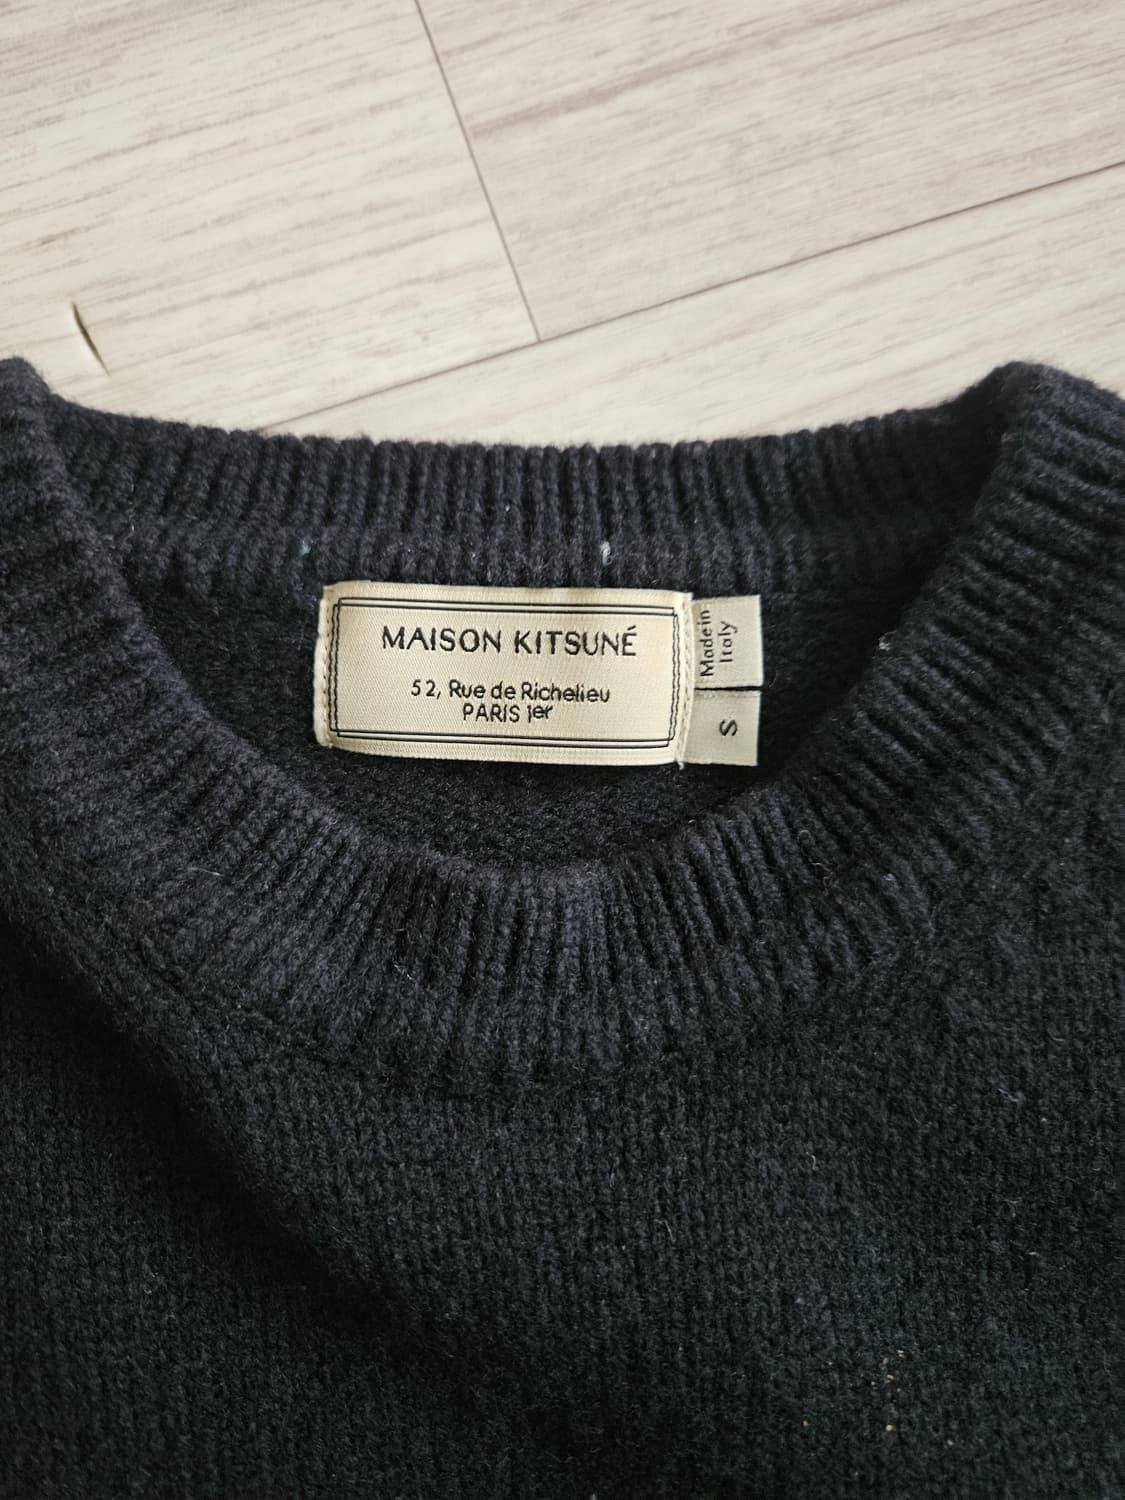 MAISON KITSUNÉ
52, Rue de Richelieu
PARIS 1er
Made in
Italy
S